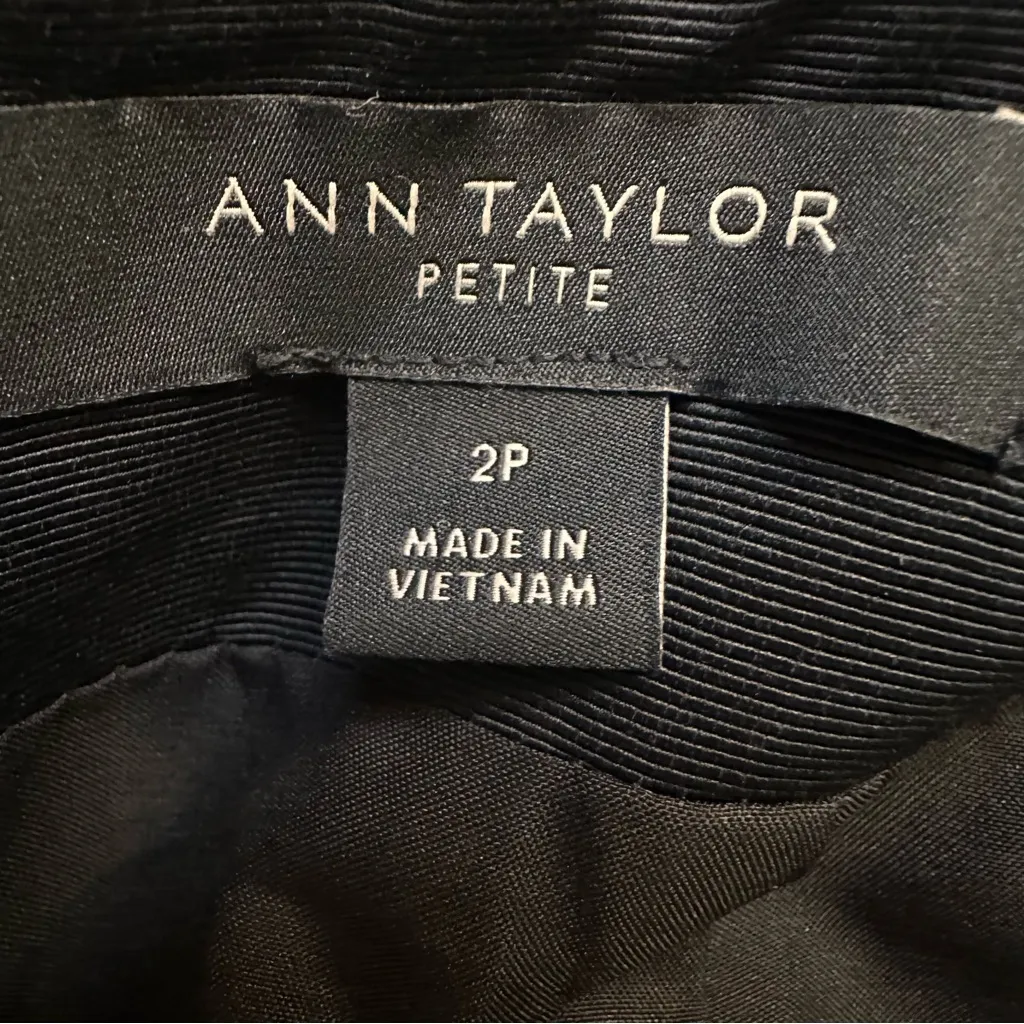 ANN TAYLOR
PETITE
2P
MADE IN
VIETNAM